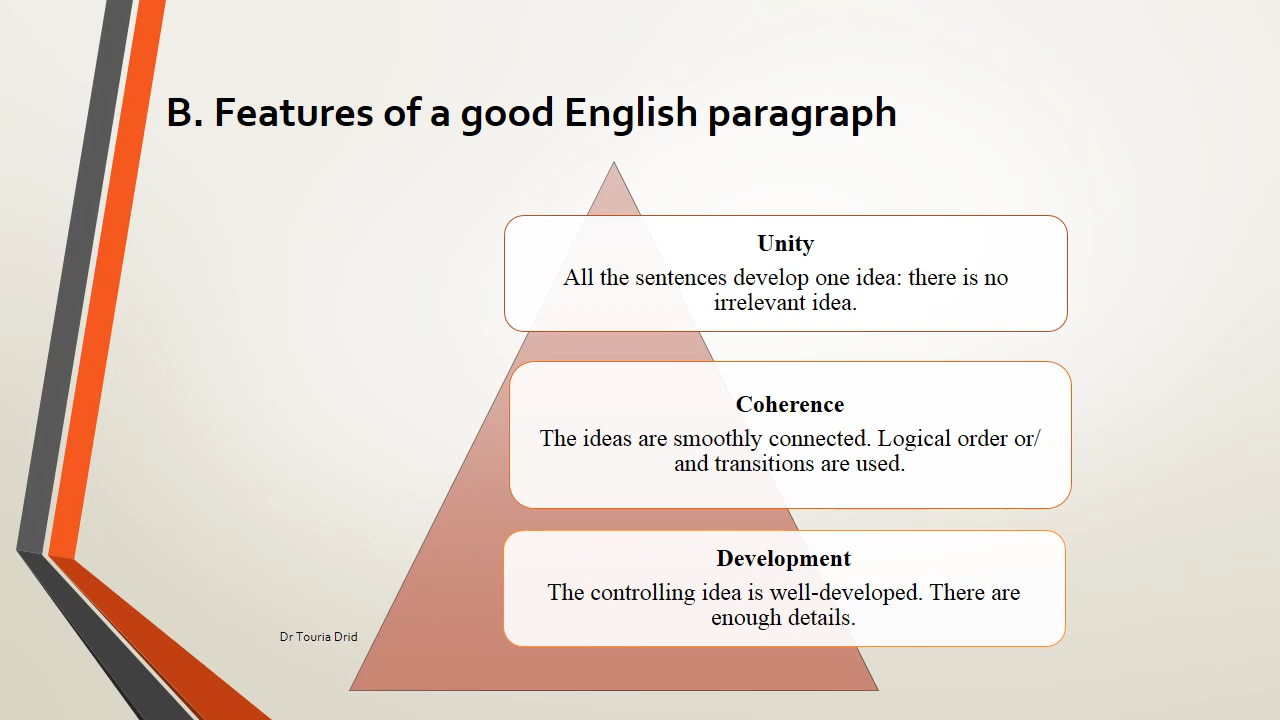 B. Features of a good English paragraph
Unity
All the sentences develop one idea: there is no
irrelevant idea.
Coherence
The ideas are smoothly connected. Logical order or/
and transitions are used.
Development
The controlling idea is well-developed. There are
enough details.
Dr Touria Drid